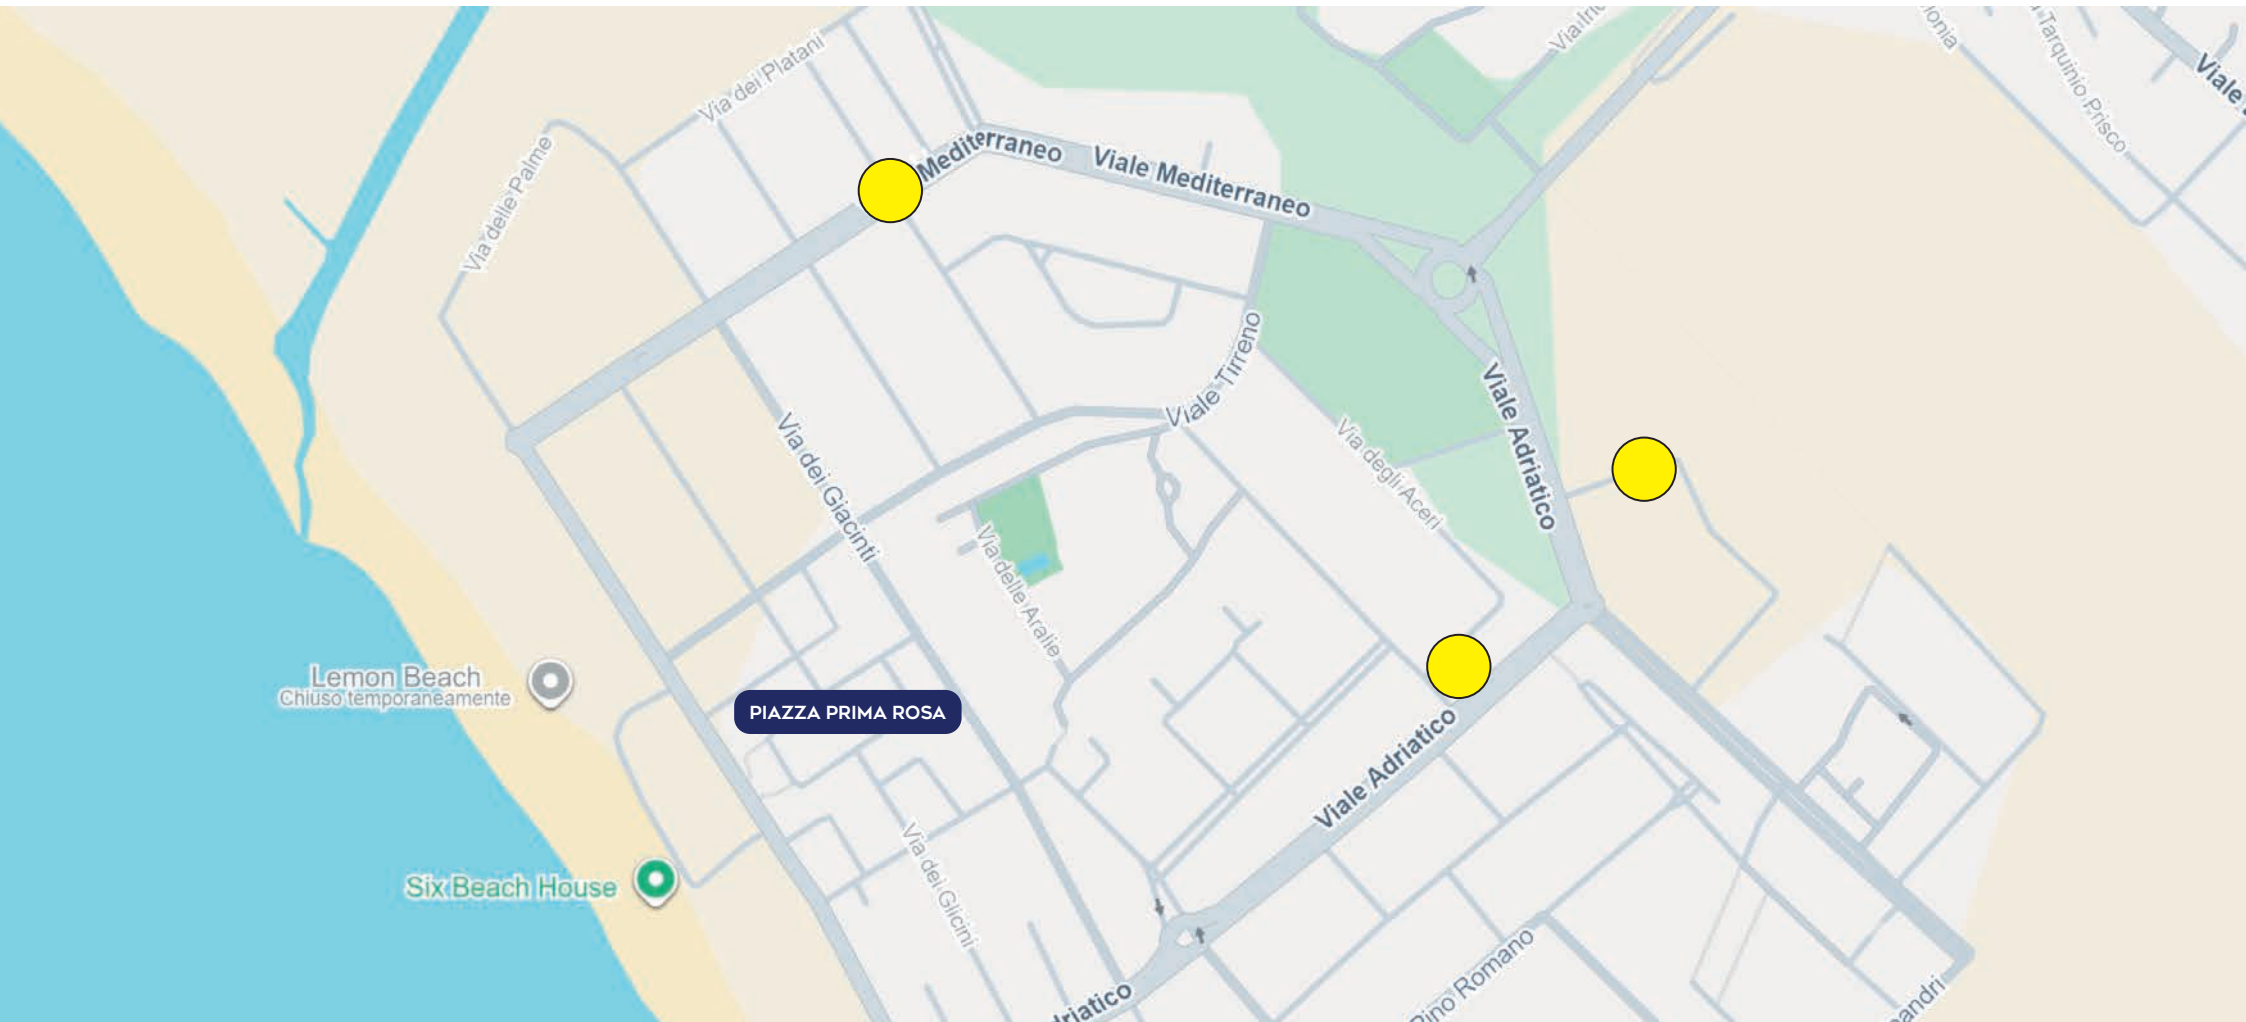 Via dei Platani
Via delle Palme
Mediterraneo
Viale Mediterraneo
Tarquinio Prisco
Viale
Viale Tirreno
Viale Adriatico
Via dei Giacinti
Via degli Aceri
Via delle Aralie
Lemon Beach
Chiuso temporaneamente
PIAZZA PRIMA ROSA
Viale Adriatico
Six Beach House
Via dei Glicini
Pino Romano